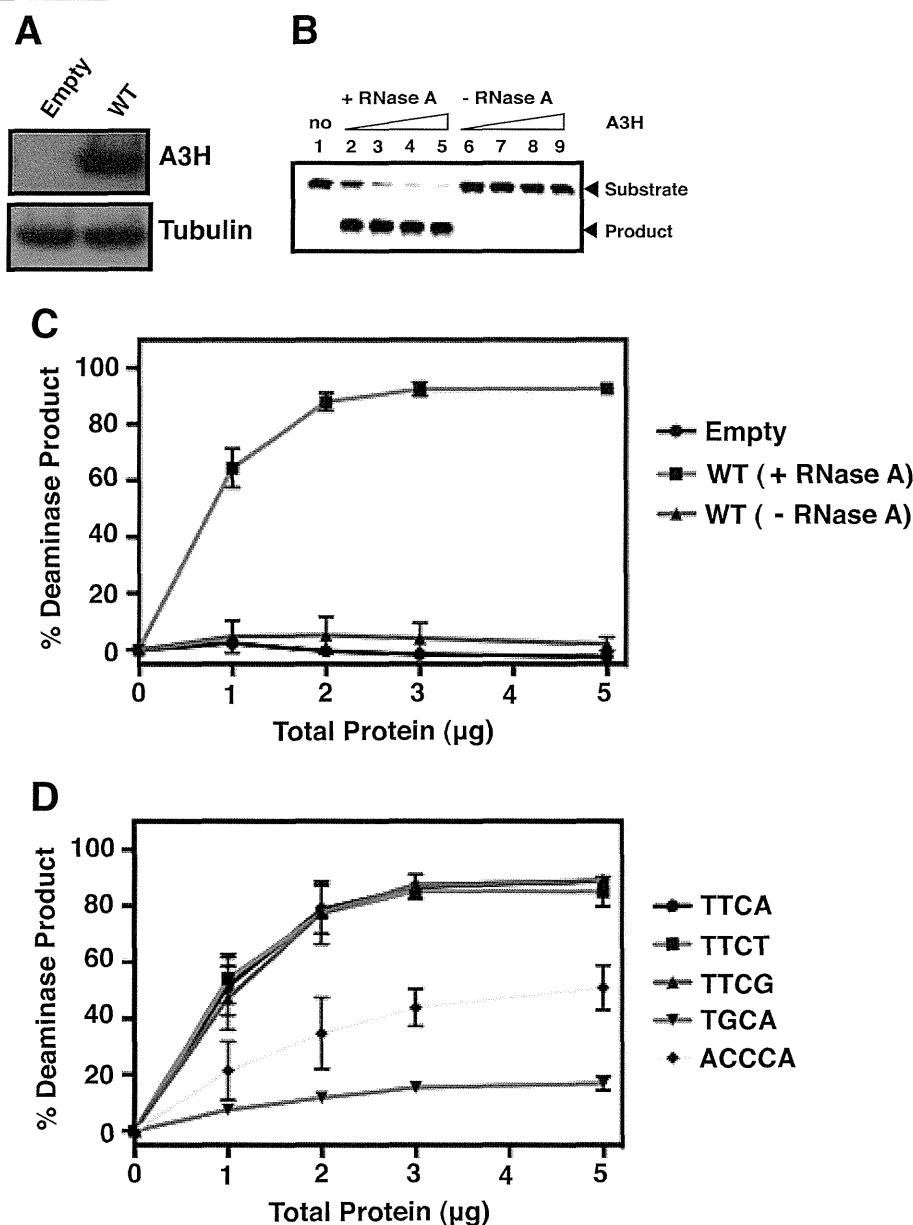 A
Empty
WT
A3H
Tubulin
B
+ RNase A - RNase A
no A3H
1 2 3 4 5 6 7 8 9
Substrate
Product
C
% Deaminase Product
100
80
60
40
20
0
0 1 2 3 4 5
Total Protein (µg)
Empty
WT ( + RNase A)
WT ( - RNase A)
D
% Deaminase Product
100
80
60
40
20
0
0 1 2 3 4 5
Total Protein (µg)
TTCA
TTCT
TTCG
TGCA
ACCCA